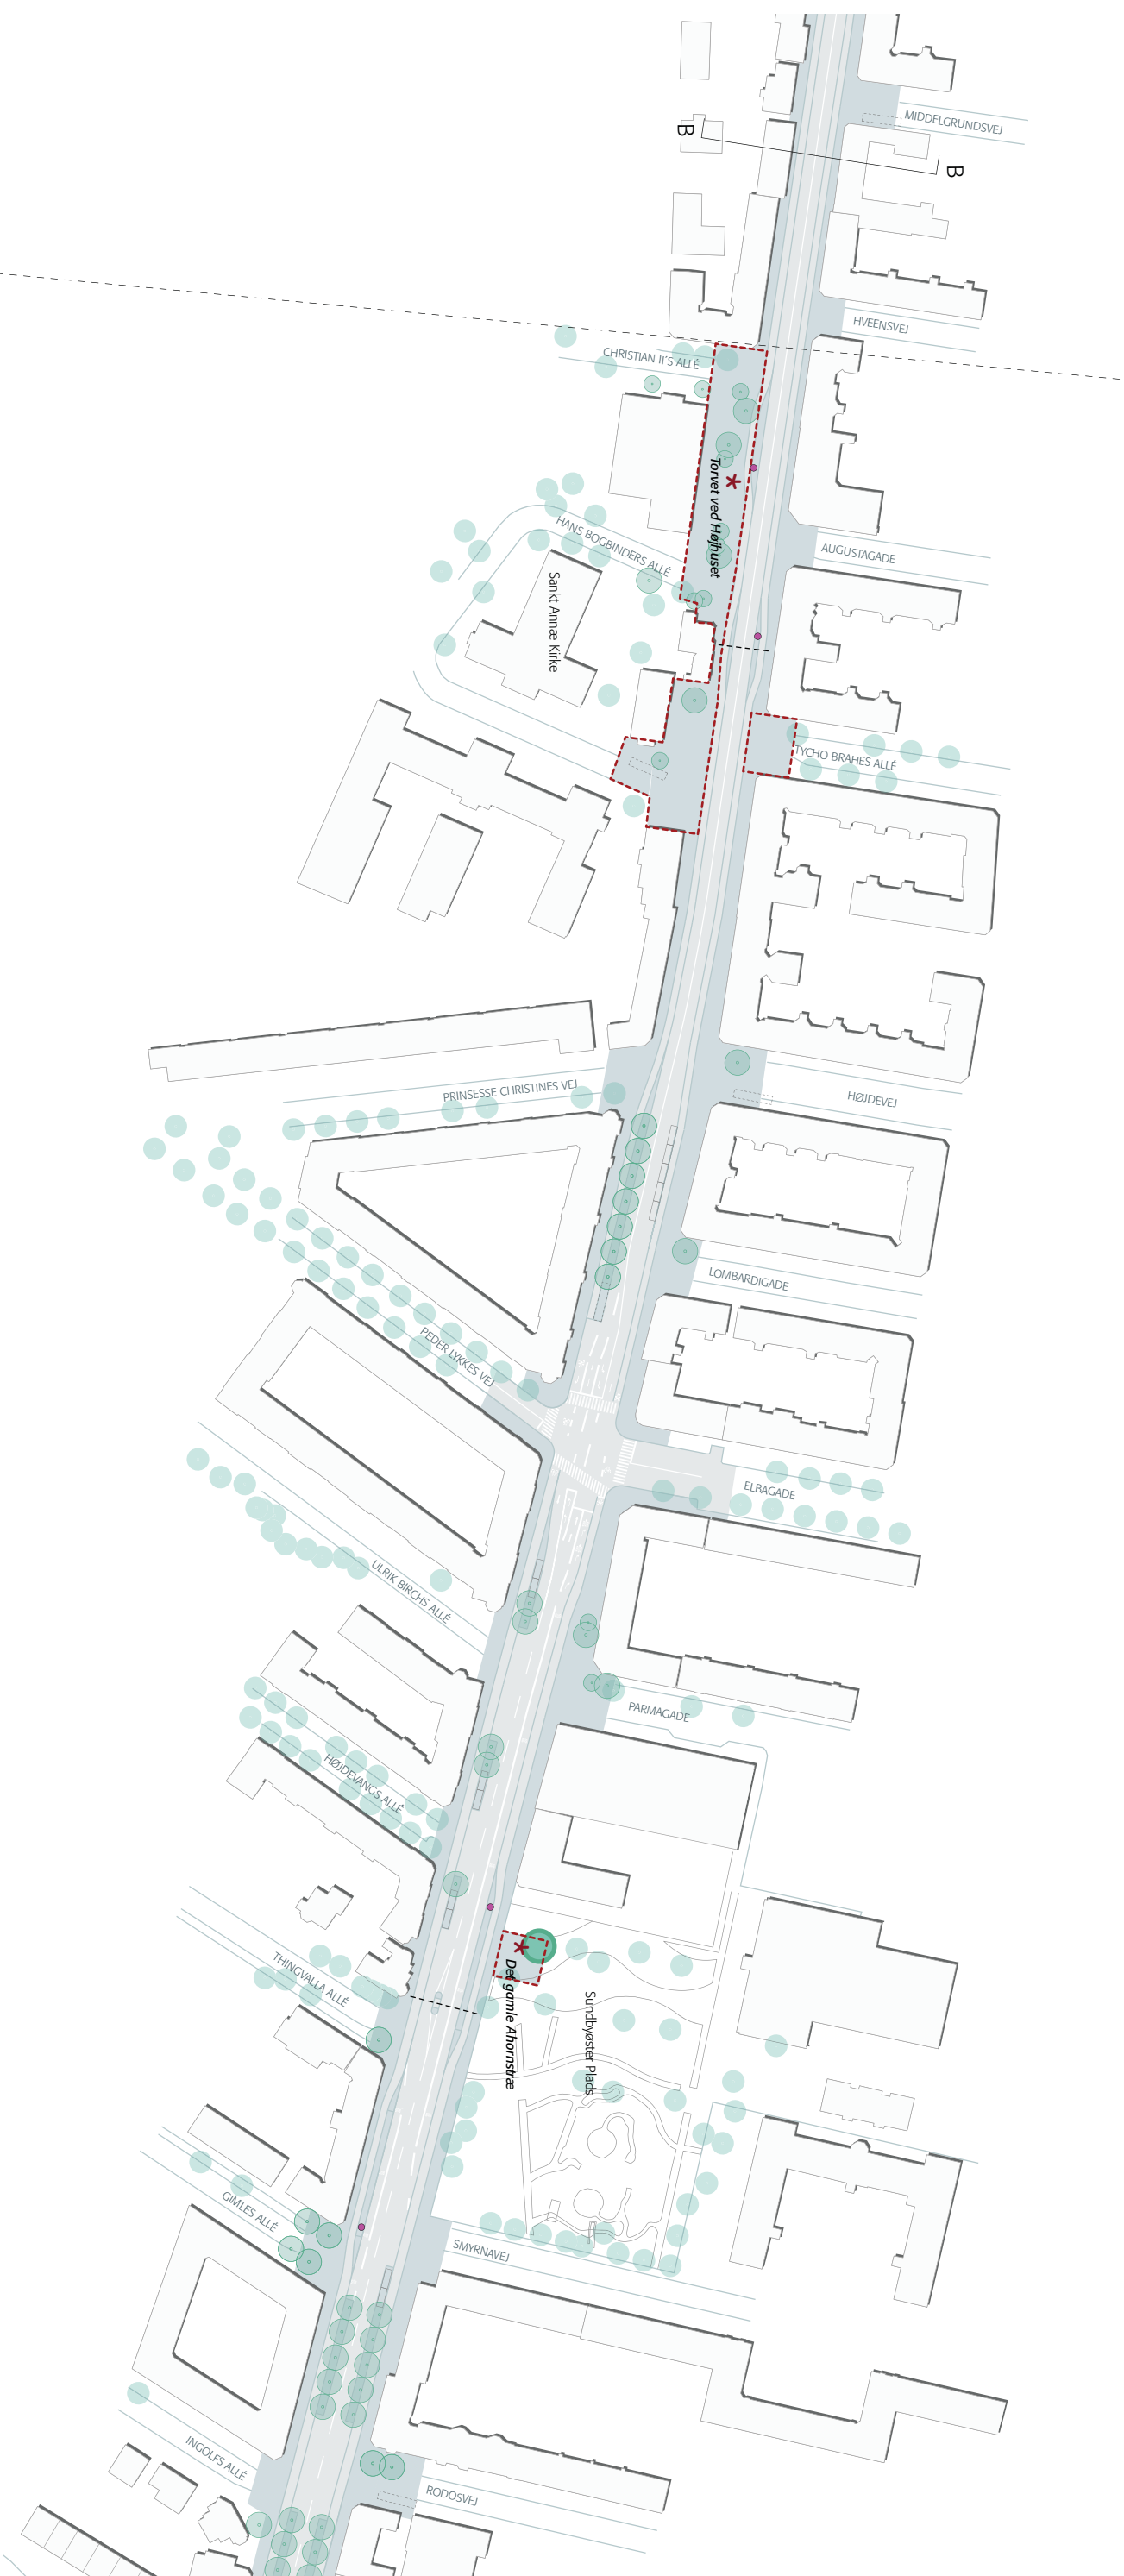 MIDDELGRUNDSVEJ
B
B
HVEENSVEJ
CHRISTIAN II'S ALLÉ
Torvet ved Højhuset
HANS BOGBINDERS ALLÉ
AUGUSTAGADE
Sankt Annæ Kirke
TYCHO BRAHES ALLÉ
PRINSESSE CHRISTINES VEJ
HØJDEVEJ
LOMBARDIGADE
PEDER LYKKES VEJ
ELBAGADE
ULRIK BIRCHS ALLÉ
PARMAGADE
HØJDEVANGS ALLÉ
THINGVALLA ALLÉ
Det gamle Ahornstræ
Sundbyøster Plads
GIMLES ALLÉ
SMYRNAVEJ
INGOLFS ALLÉ
RODOSVEJ